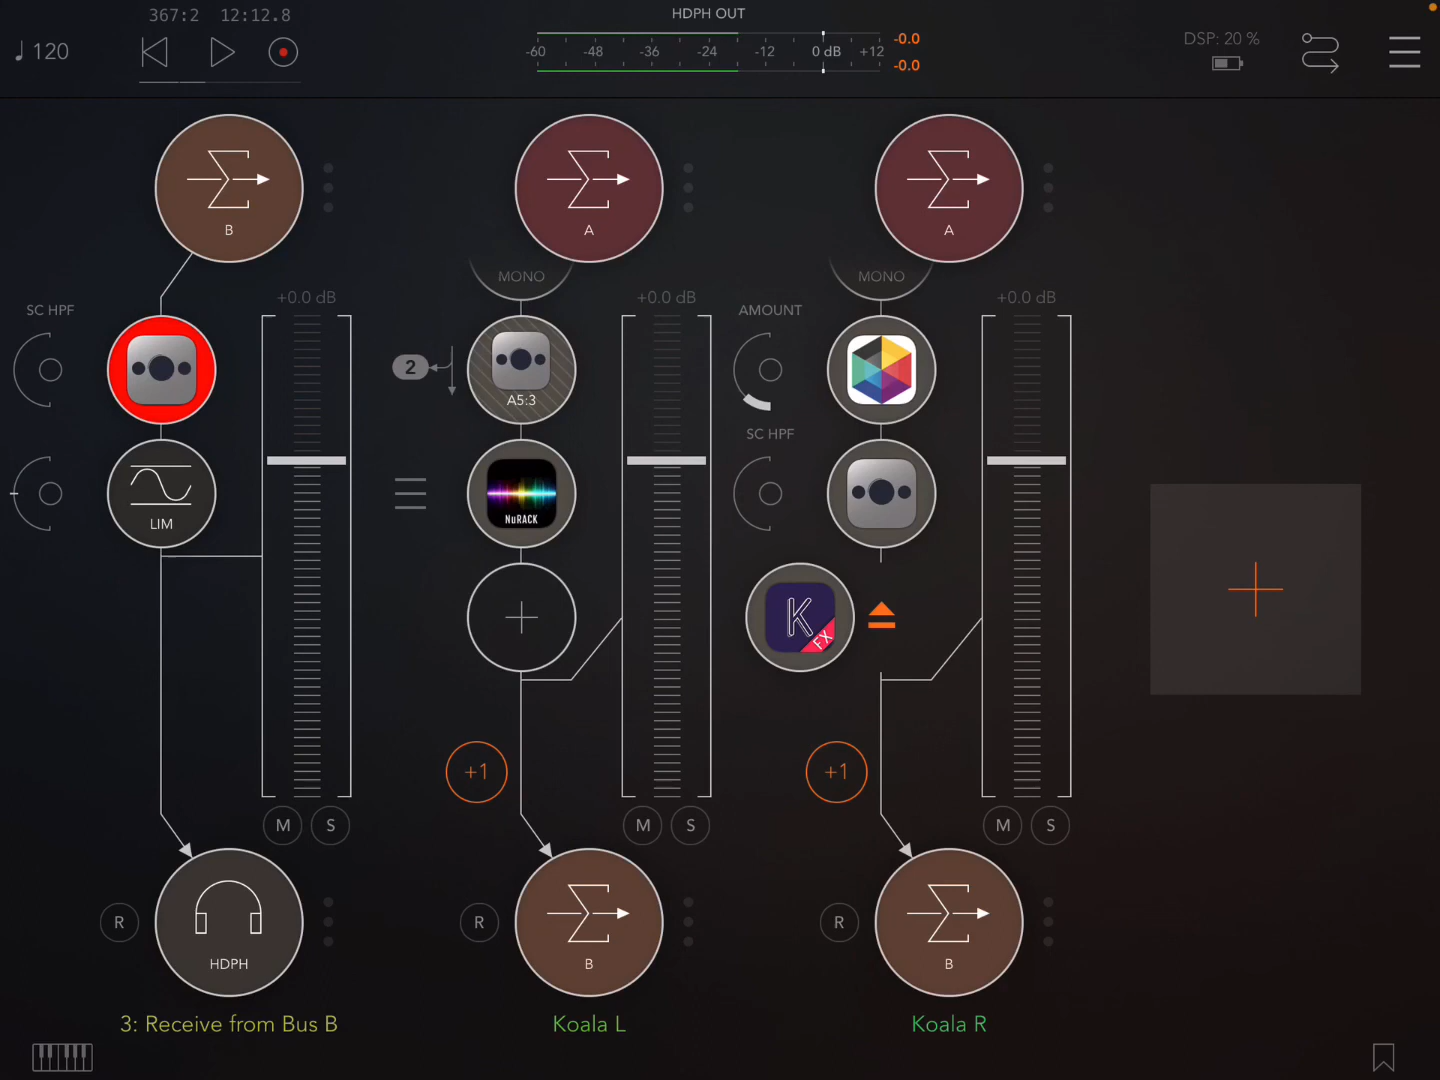 367:2 12:12.8
120
HDPH OUT
-60 -48 -36 -24 -12 0 dB +12
-0.0
-0.0
DSP: 20 %
B
A
A
MONO
MONO
SC HPF
+0.0 dB
+0.0 dB
AMOUNT
+0.0 dB
2
A5:3
SC HPF
LIM
NuRACK
K
FX
+1
+1
M S
M S
M S
R
R
R
HDPH
B
B
3: Receive from Bus B
Koala L
Koala R